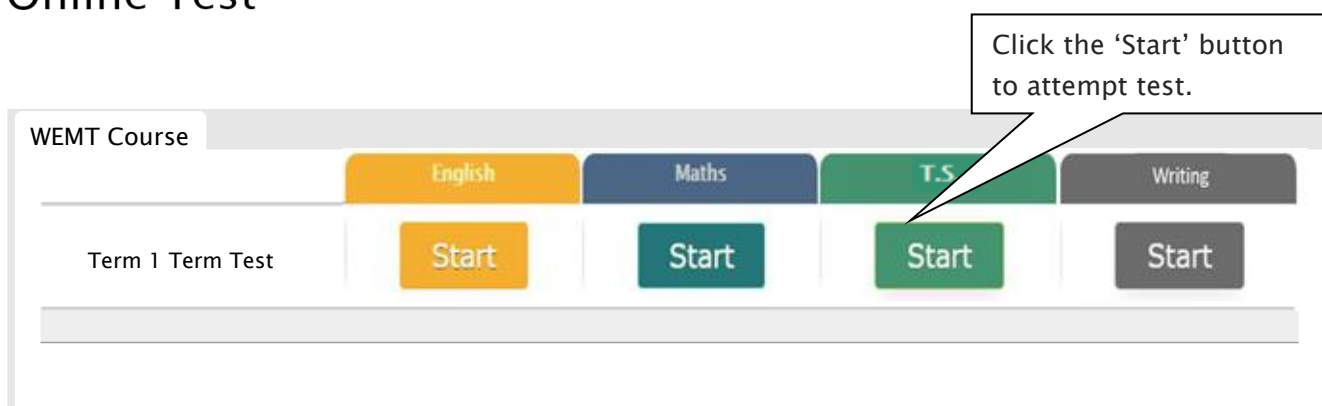 Online Test
Click the ‘Start’ button
to attempt test.
WEMT Course
English Maths T.S. Writing
Term 1 Term Test Start Start Start Start